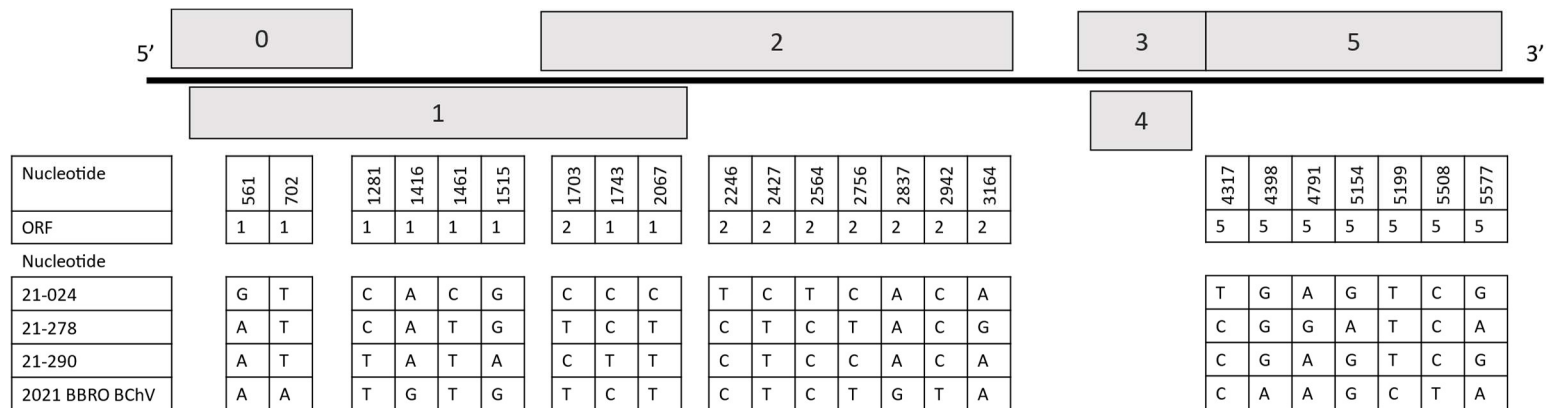 0 2 3 5
5’ 3’
1 4
Nucleotide 561 702 1281 1416 1461 1515 1703 1743 2067 2246 2427 2564 2756 2837 2942 3164 4317 4398 4791 5154 5199 5508 5577
ORF 1 1 1 1 1 1 2 1 1 2 2 2 2 2 2 2 5 5 5 5 5 5 5
Nucleotide
21-024 G T C A C G C C C T C T C A C A T G A G T C G
21-278 A T C A T G T C T C T C T A C G C G G A T C A
21-290 A T T A T A C T T C T C C A C A C G A G T C G
2021 BBRO BChV A A T G T G T C T C T C T G T A C A A G C T A